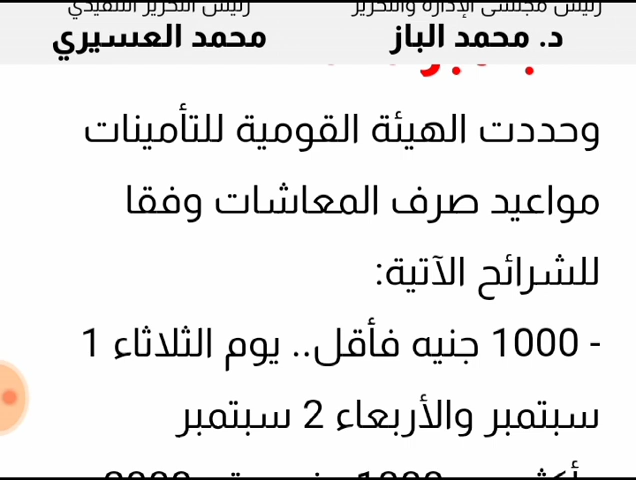 رئيس مجلسي الإدارة والتحرير
رئيس التحرير التنفيذي
د. محمد الباز
محمد العسيري
وحددت الهيئة القومية للتأمينات
مواعيد صرف المعاشات وفقا
للشرائح الآتية:
- 1000 جنيه فأقل.. يوم الثلاثاء 1
سبتمبر والأربعاء 2 سبتمبر